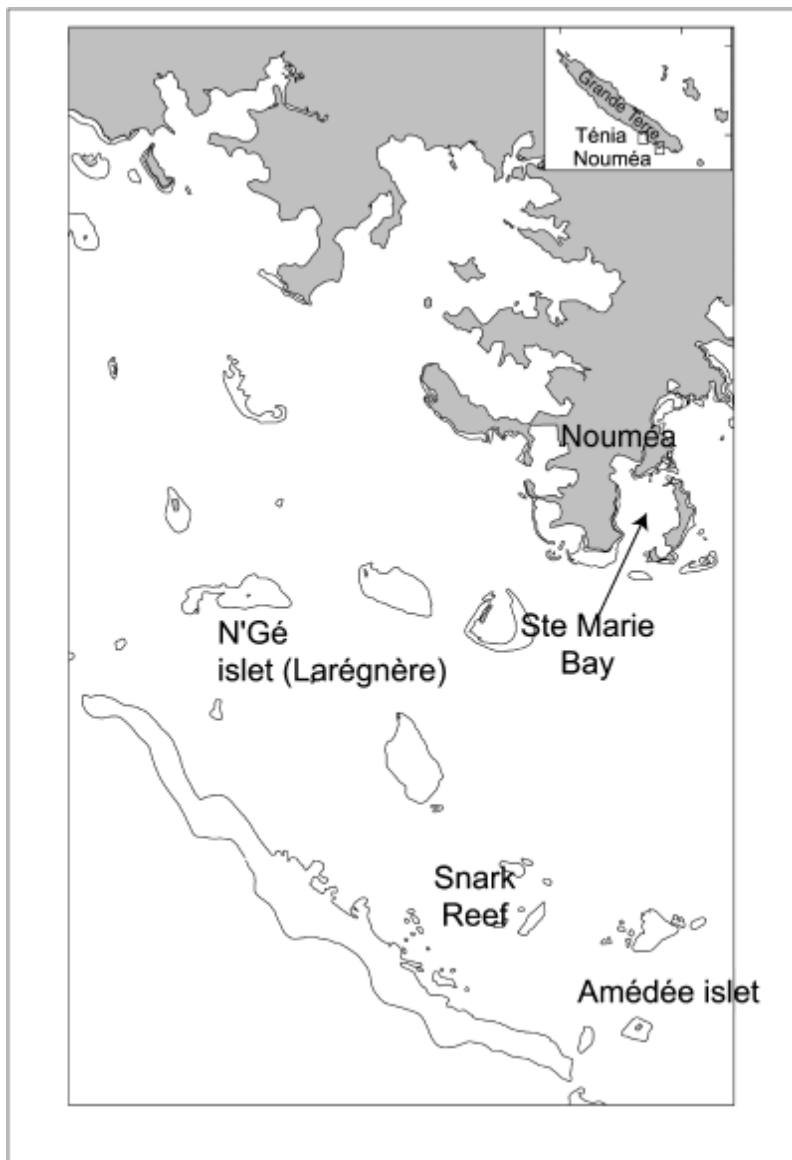 Grande Terre
Ténia
Nouméa
Nouméa
Ste Marie
Bay
N'Gé
islet (Larégnère)
Snark
Reef
Amédée islet